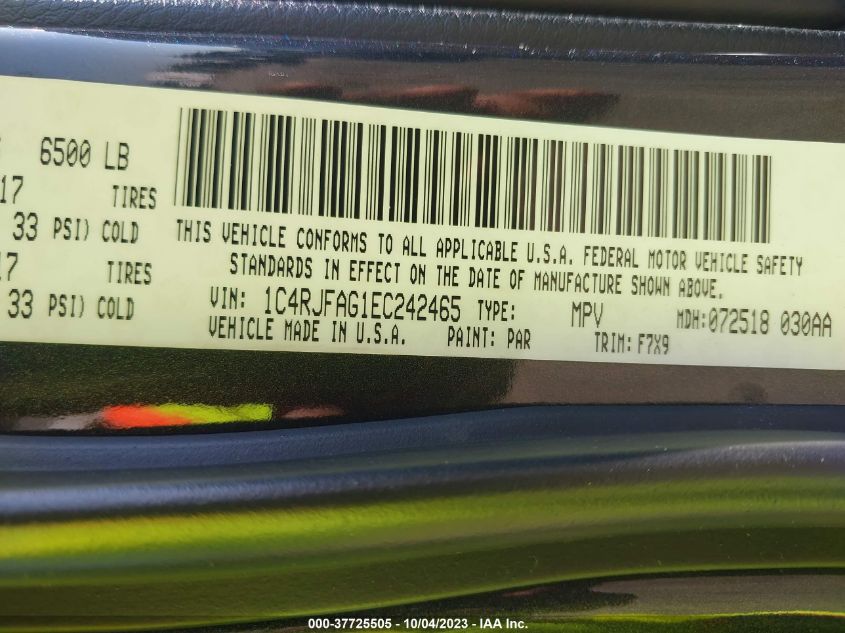 6500 LB
17 TIRES
33 PSI) COLD
17 TIRES
33 PSI) COLD
THIS VEHICLE CONFORMS TO ALL APPLICABLE U.S.A. FEDERAL MOTOR VEHICLE SAFETY
STANDARDS IN EFFECT ON THE DATE OF MANUFACTURE SHOWN ABOVE.
VIN: 1C4RJFAG1EC242465 TYPE: MPV MDH:072518 030AA
VEHICLE MADE IN U.S.A. PAINT: PAR TRIM: F7X9
000-37725505 - 10/04/2023 - IAA Inc.